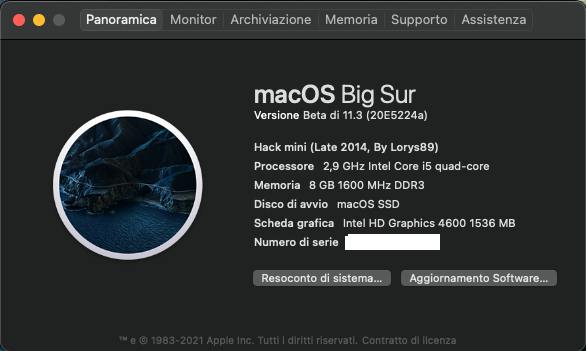 Panoramica Monitor Archiviazione Memoria Supporto Assistenza
macOS Big Sur
Versione Beta di 11.3 (20E5224a)
Hack mini (Late 2014, By Lorys89)
Processore 2,9 GHz Intel Core i5 quad-core
Memoria 8 GB 1600 MHz DDR3
Disco di avvio macOS SSD
Scheda grafica Intel HD Graphics 4600 1536 MB
Numero di serie
Resoconto di sistema... Aggiornamento Software...
™ e © 1983-2021 Apple Inc. Tutti i diritti riservati. Contratto di licenza